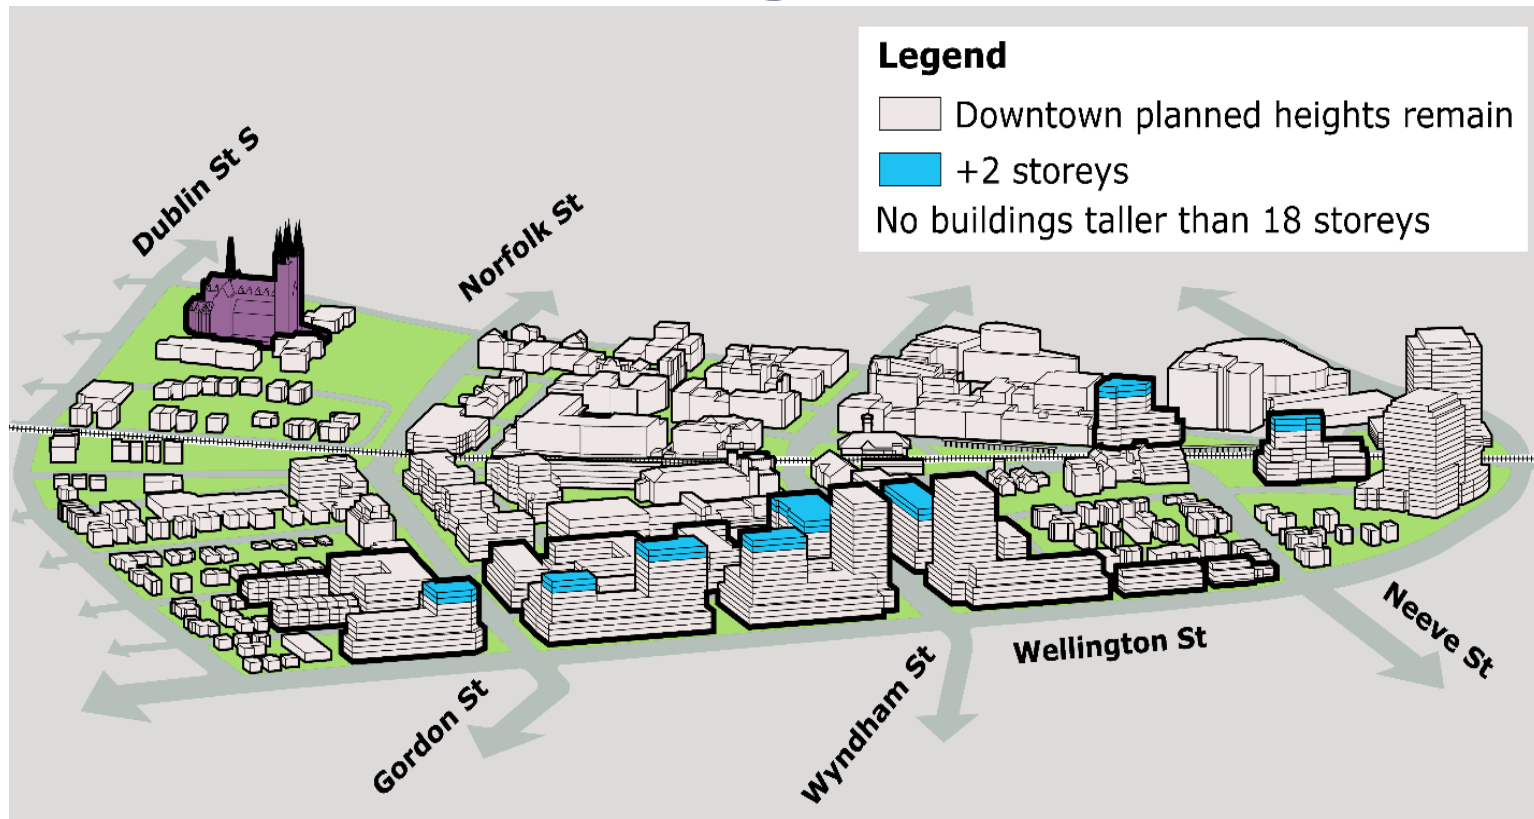 Legend
Downtown planned heights remain
+2 storeys
No buildings taller than 18 storeys
Dublin St S
Norfolk St
Gordon St
Wyndham St
Wellington St
Neeve St